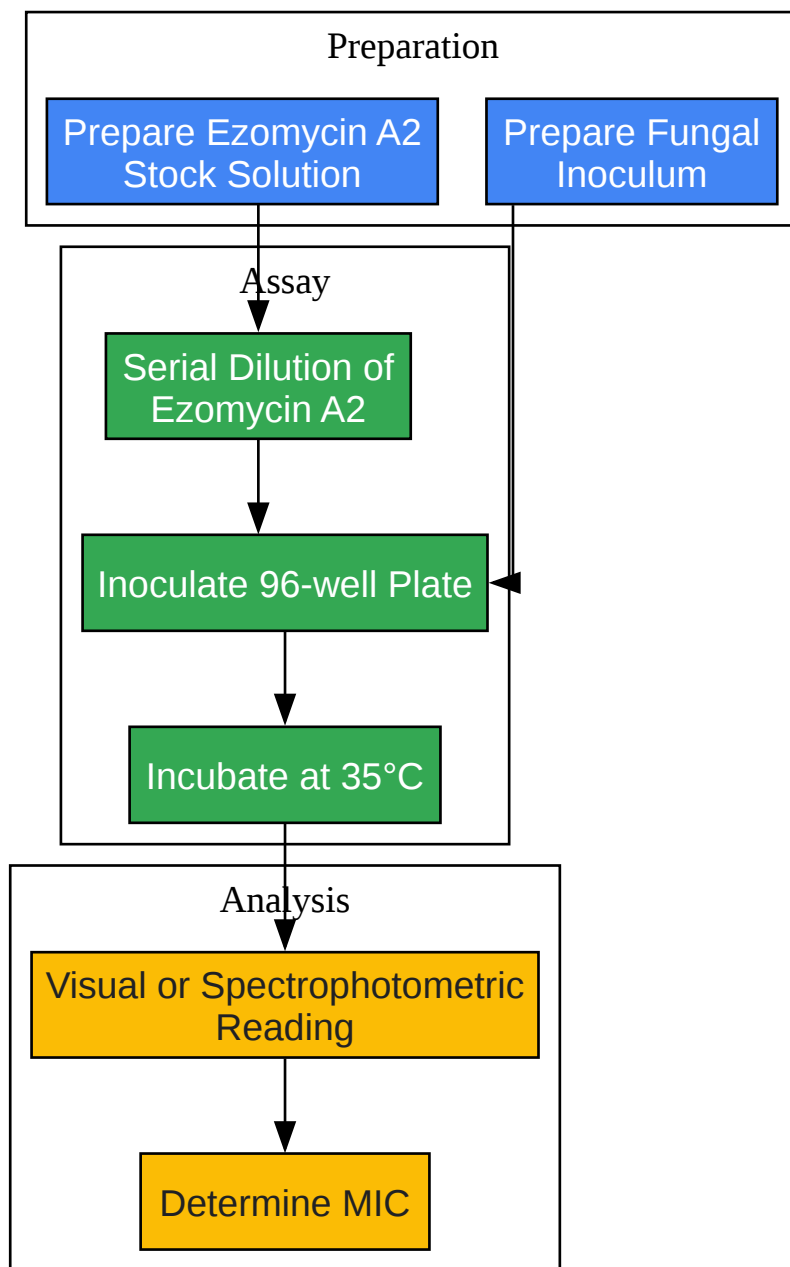 Preparation
Prepare Ezomycin A2
Stock Solution
Prepare Fungal
Inoculum
Assay
Serial Dilution of
Ezomycin A2
Inoculate 96-well Plate
Incubate at 35°C
Analysis
Visual or Spectrophotometric
Reading
Determine MIC